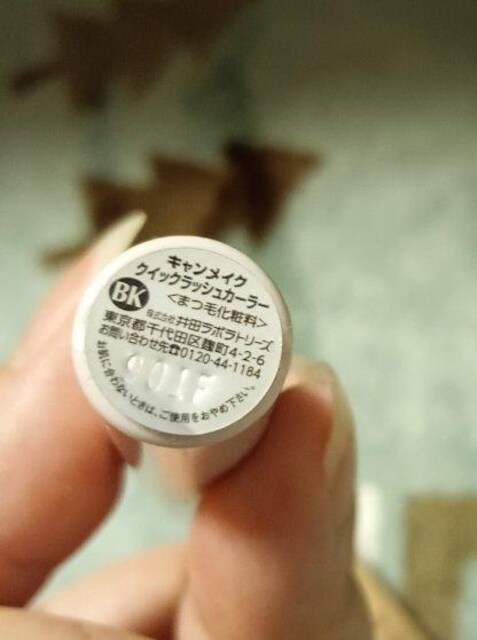 キャンメイク
クイックラッシュカーラー
BK <まつ毛化粧料>
株式会社 井田ラボラトリーズ
東京都千代田区麹町4-2-6
お問い合わせ先☎0120-44-1184
お肌に合わないときは、ご使用をおやめ下さい。